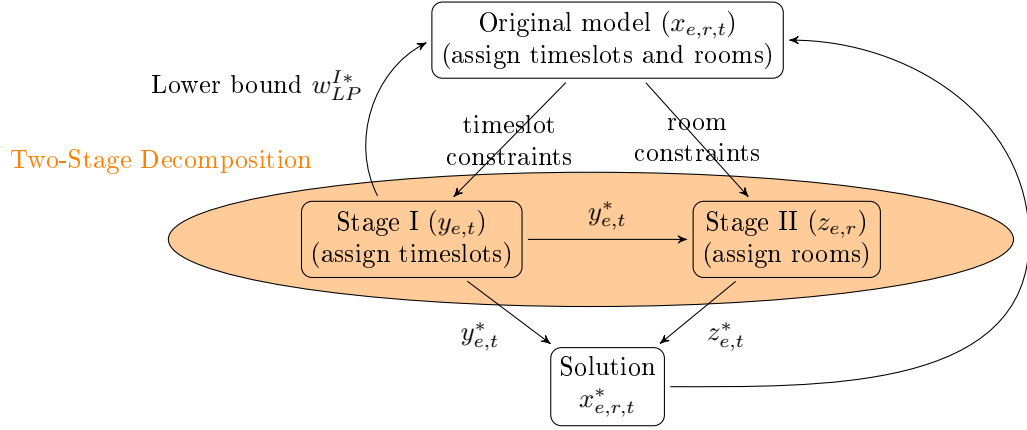 Original model ($x_{e,r,t}$)
(assign timeslots and rooms)
Lower bound $w_{LP}^{I*}$
timeslot
constraints
room
constraints
Two-Stage Decomposition
Stage I ($y_{e,t}$)
(assign timeslots)
$y_{e,t}^{*}$
Stage II ($z_{e,r}$)
(assign rooms)
$y_{e,t}^{*}$
$z_{e,t}^{*}$
Solution
$x_{e,r,t}^{*}$